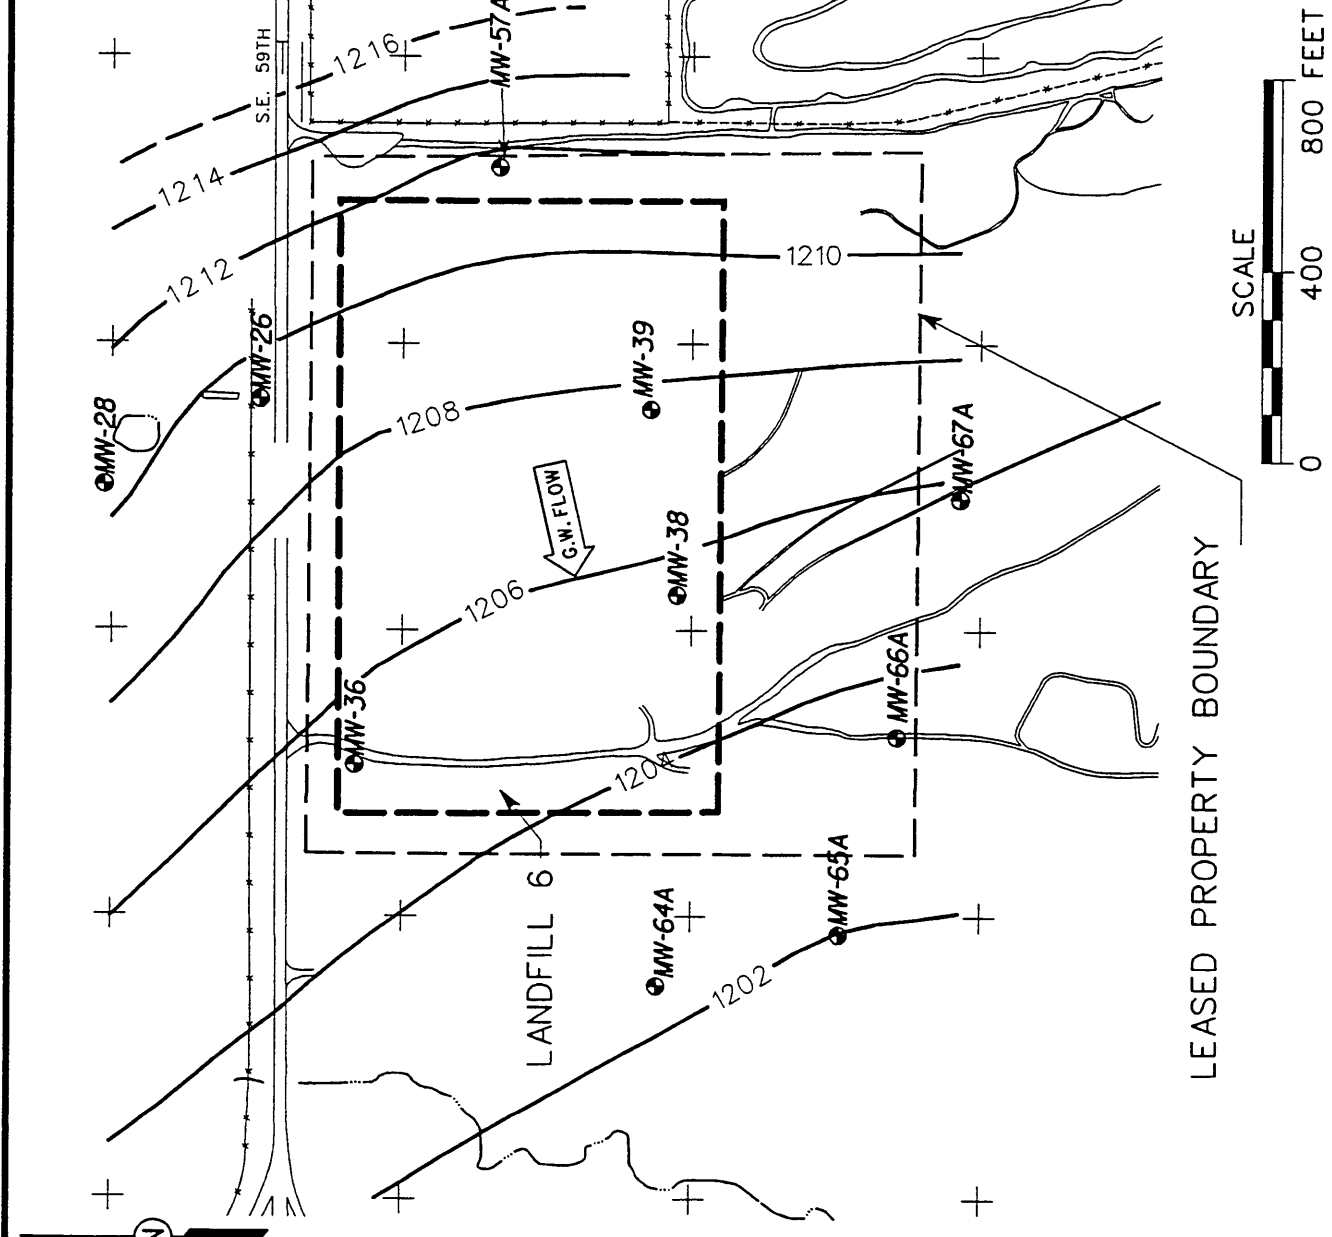 1216
S.E. 59TH
MW-57A
1214
1212
MW-26
MW-28
1210
MW-39
1208
G.W. FLOW
MW-67A
MW-38
1206
MW-36
MW-66A
1204
MW-65A
LANDFILL 6
MW-64A
1202
LEASED PROPERTY BOUNDARY
SCALE
0 400 800 FEET
N